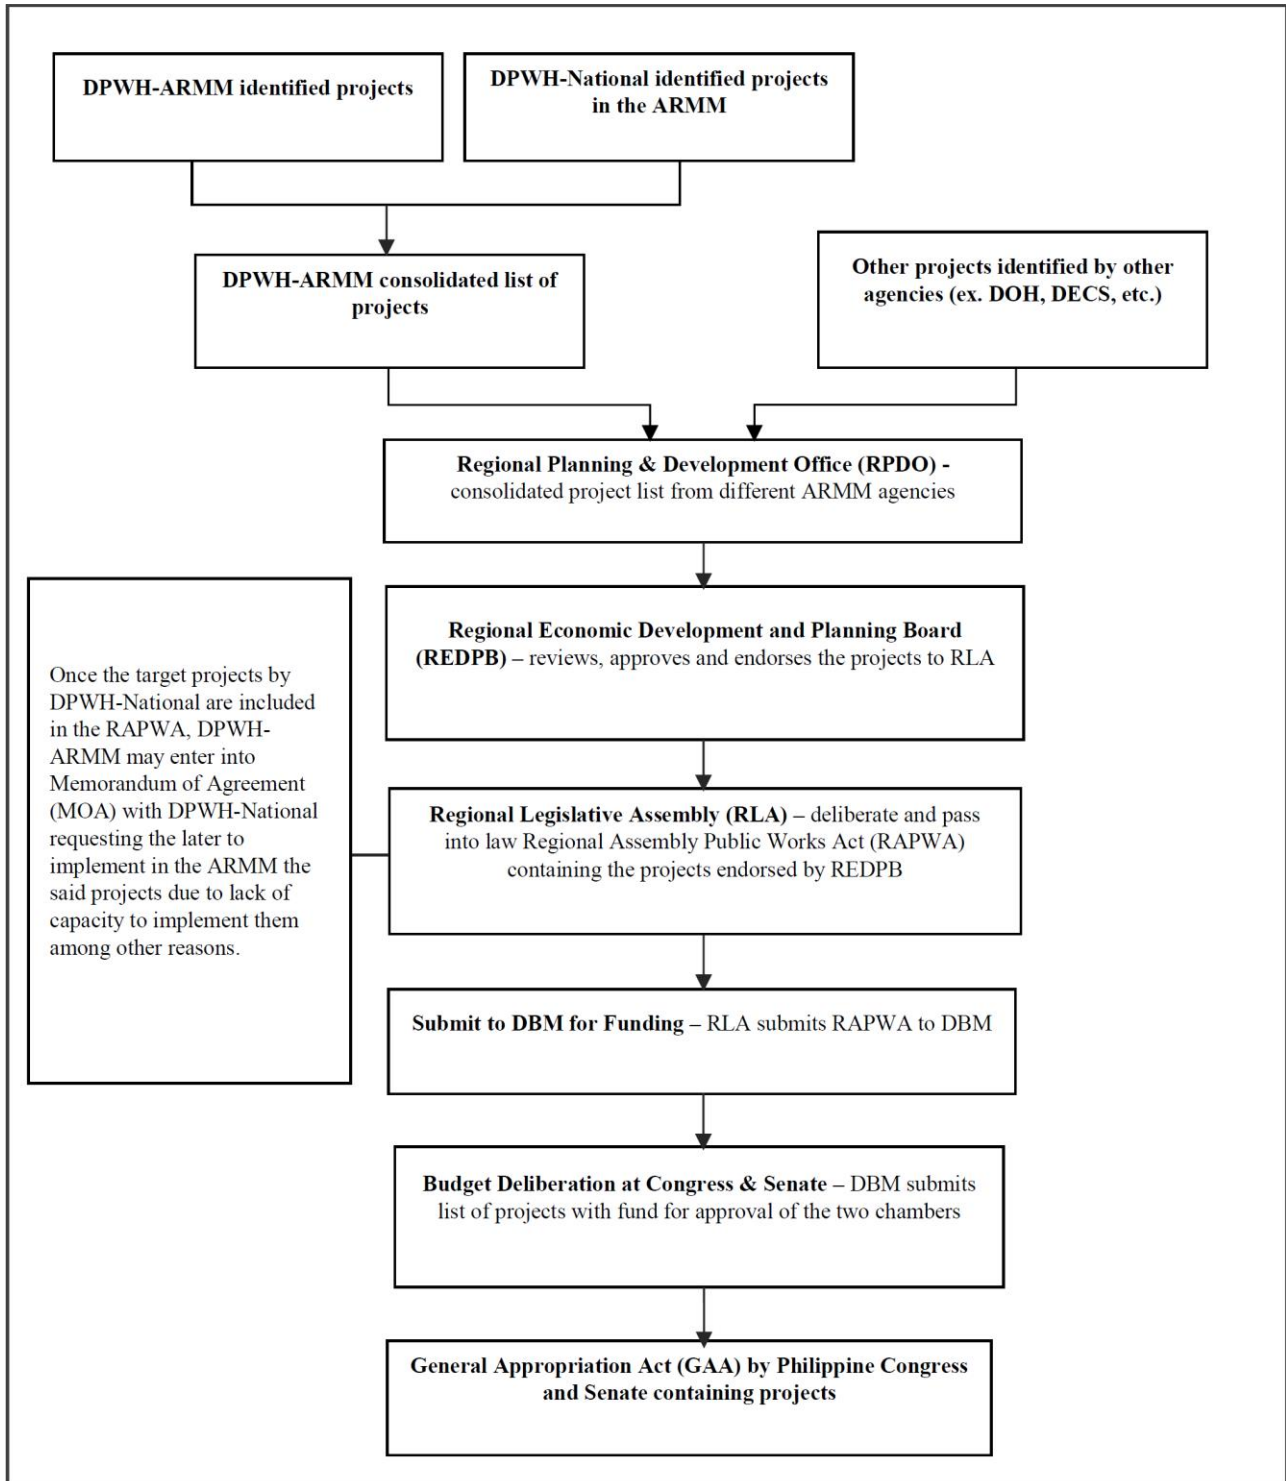 DPWH-ARMM identified projects
DPWH-National identified projects
in the ARMM
DPWH-ARMM consolidated list of
projects
Other projects identified by other
agencies (ex. DOH, DECS, etc.)
Regional Planning & Development Office (RPDO) -
consolidated project list from different ARMM agencies
Regional Economic Development and Planning Board
(REDPB) – reviews, approves and endorses the projects to RLA
Once the target projects by
DPWH-National are included
in the RAPWA, DPWH-
ARMM may enter into
Memorandum of Agreement
(MOA) with DPWH-National
requesting the later to
implement in the ARMM the
said projects due to lack of
capacity to implement them
among other reasons.
Regional Legislative Assembly (RLA) – deliberate and pass
into law Regional Assembly Public Works Act (RAPWA)
containing the projects endorsed by REDPB
Submit to DBM for Funding – RLA submits RAPWA to DBM
Budget Deliberation at Congress & Senate – DBM submits
list of projects with fund for approval of the two chambers
General Appropriation Act (GAA) by Philippine Congress
and Senate containing projects